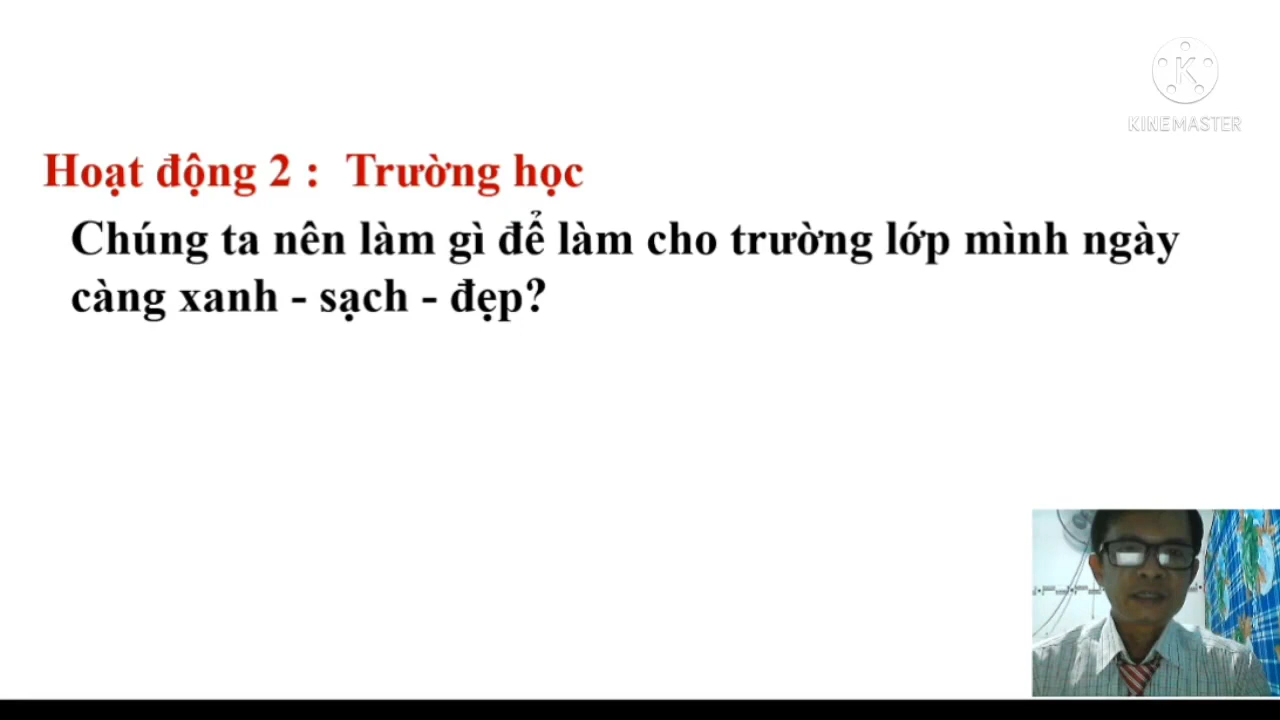 KINEMASTER
Hoạt động 2 : Trường học
Chúng ta nên làm gì để làm cho trường lớp mình ngày
càng xanh - sạch - đẹp?